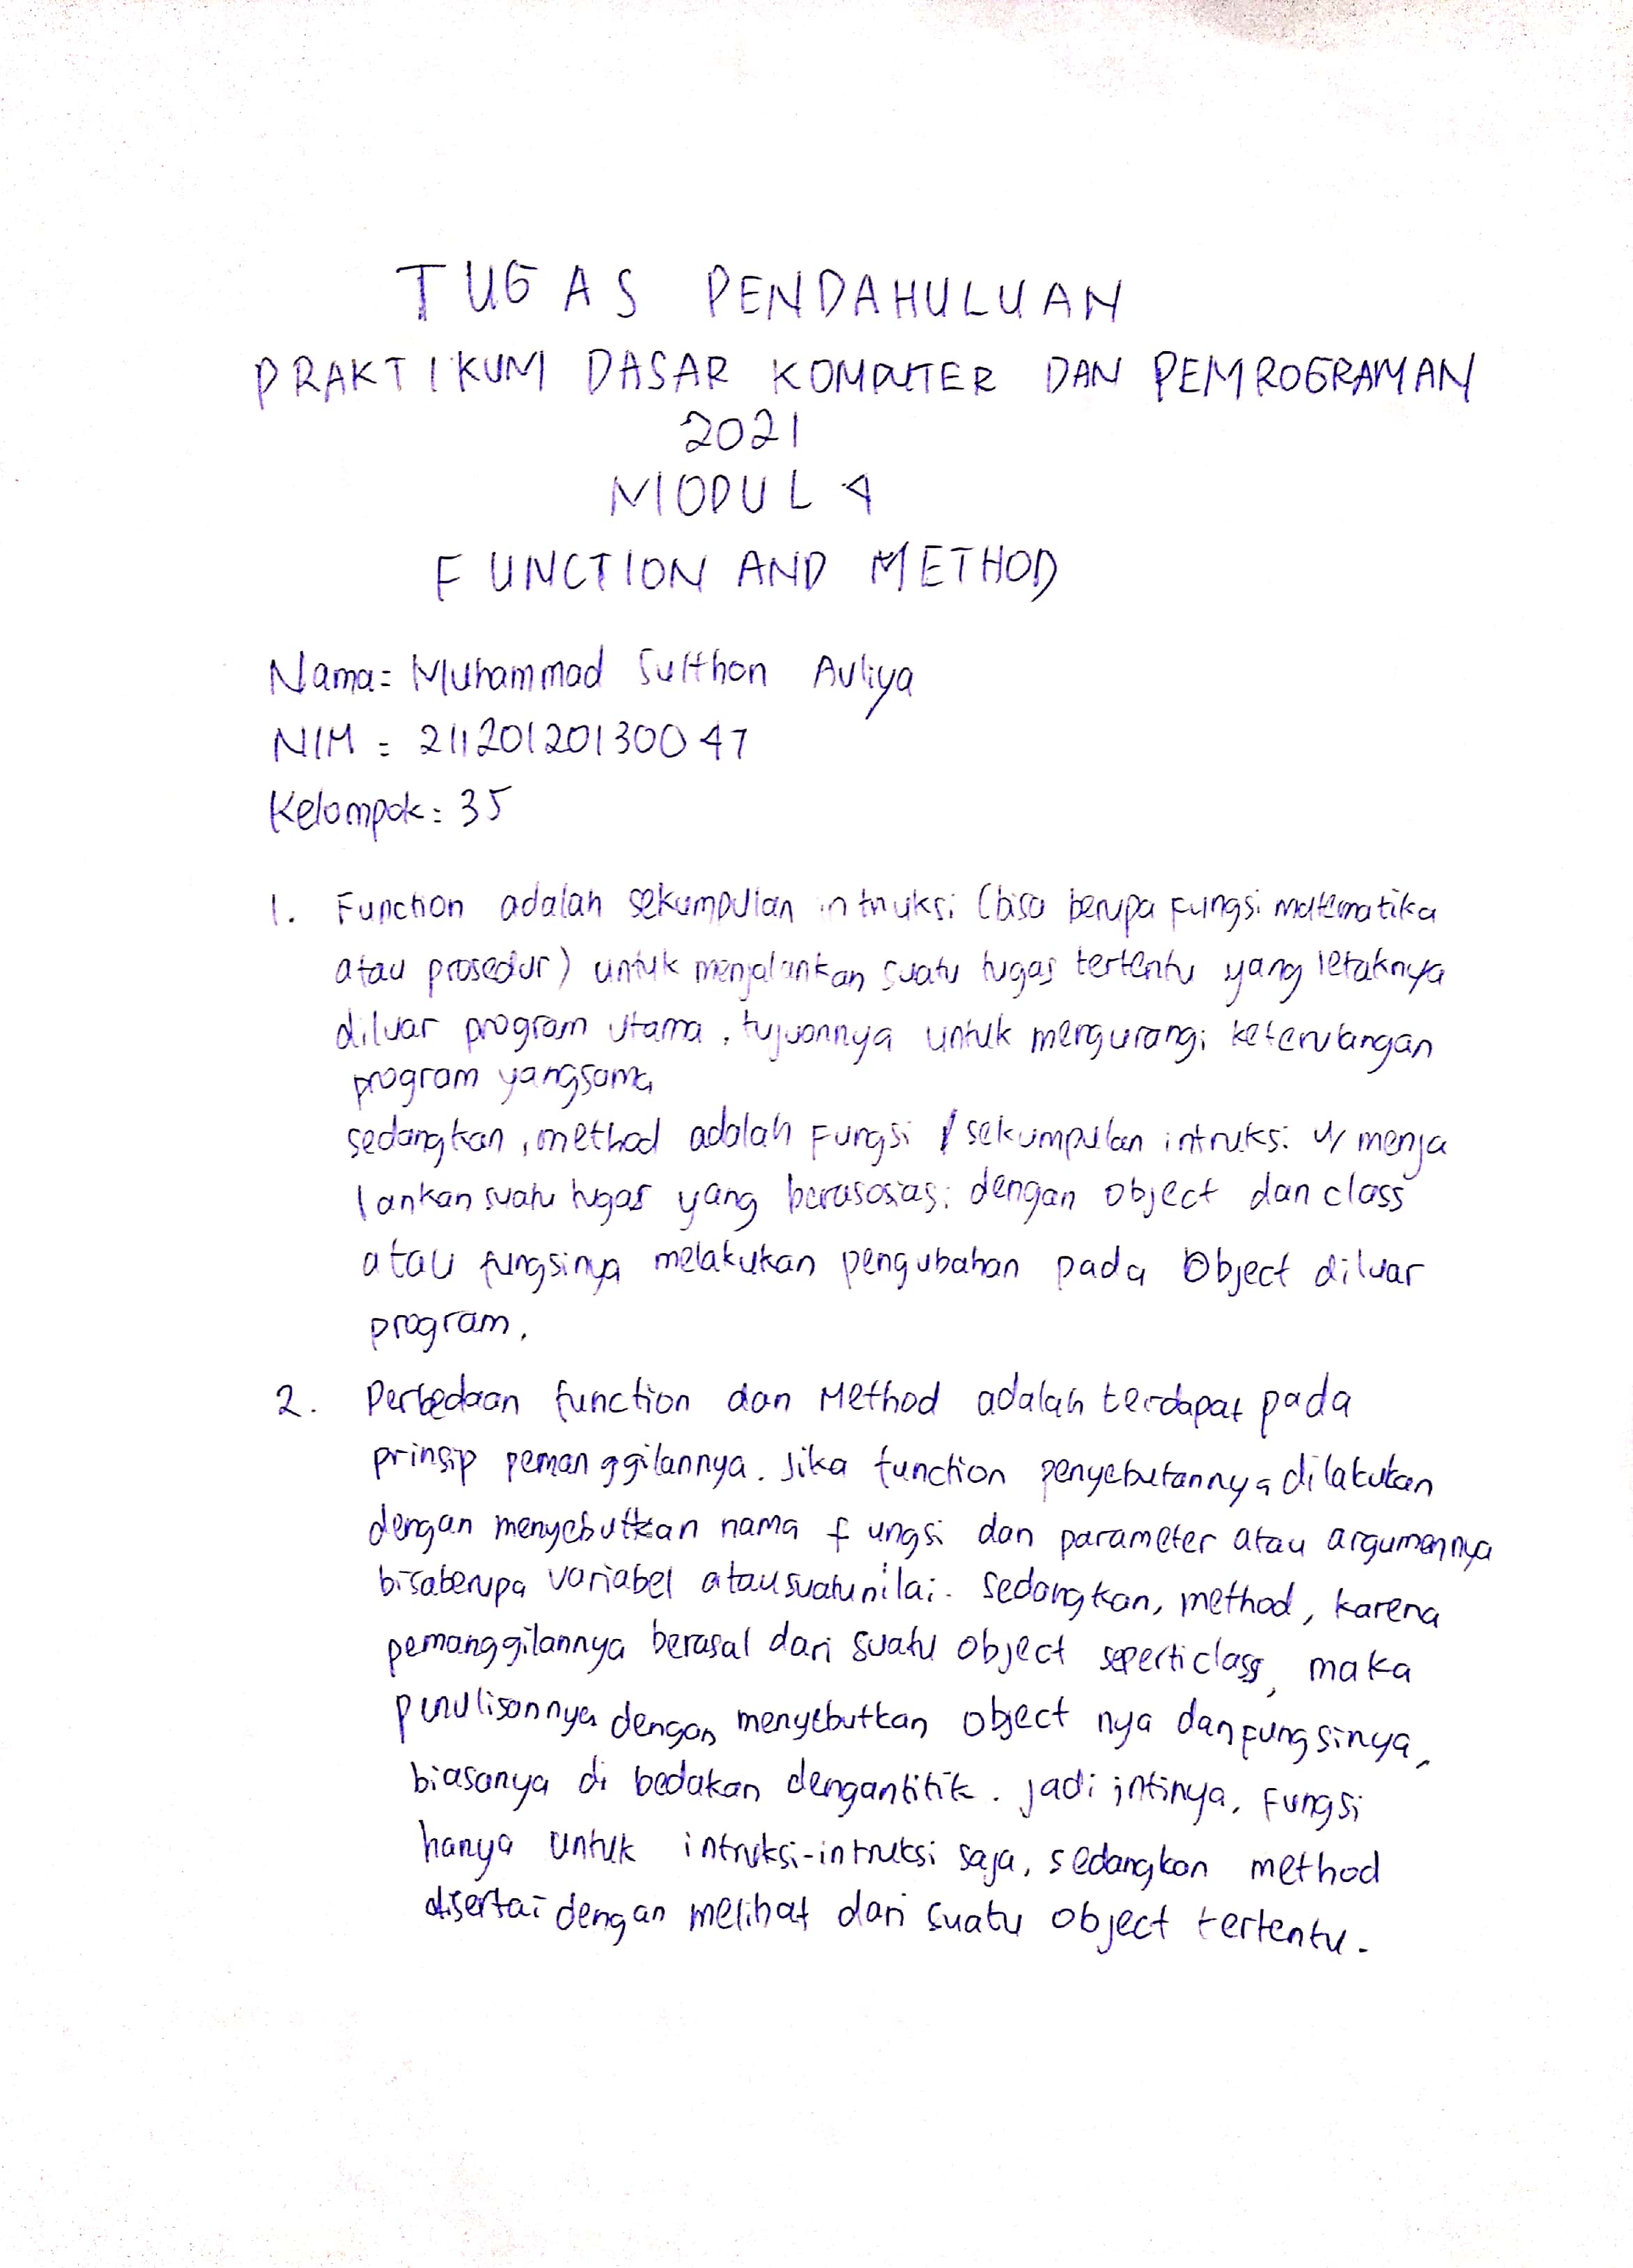 TUGAS PENDAHULUAN
PRAKTIKUM DASAR KOMPUTER DAN PEMROGRAMAN
2021
MODUL 4
FUNCTION AND METHOD
Nama = Muhammad Sulthon Auliya
NIM = 21120120130047
Kelompok = 35
1. Function adalah sekumpulan intruksi (bisa berupa fungsi matematika
atau prosedur) untuk menjalankan suatu tugas tertentu yang letaknya
diluar program utama, tujuannya untuk mengurangi keterulangan
program yang sama
sedangkan, method adalah Fungsi / sekumpulan intruksi u/ menja
lankan suatu tugas yang berasosiasi dengan object dan class
atau fungsinya melakukan pengubahan pada Object diluar
program.
2. Perbedaan function dan Method adalah terdapat pada
prinsip pemanggilannya. Jika function penyebutannya dilakukan
dengan menyebutkan nama fungsi dan parameter atau argumennya
bisa berupa variabel atau suatu nilai. Sedangkan, method, karena
pemanggilannya berasal dari suatu object seperti class, maka
penulisannya dengan menyebutkan object nya dan fungsinya,
biasanya di bedakan dengan titik. Jadi intinya, Fungsi
hanya untuk intruksi-intruksi saja, sedangkan method
disertai dengan melihat dari suatu object tertentu.